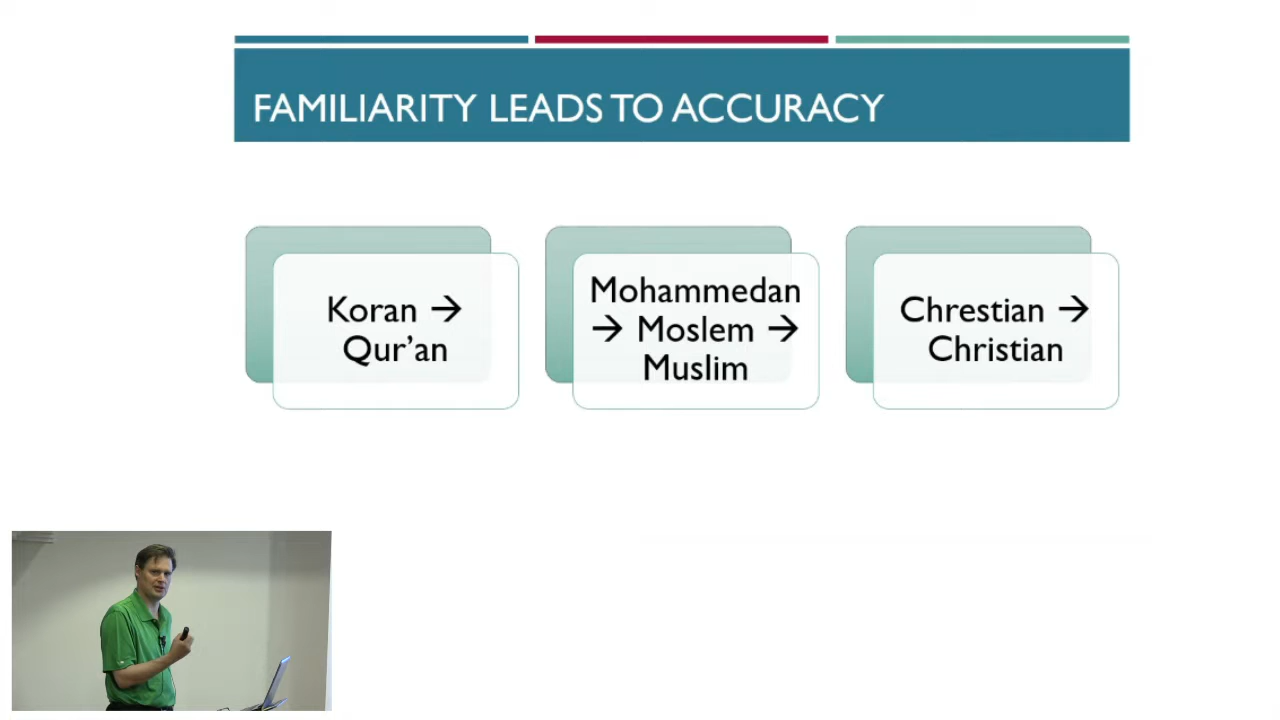 FAMILIARITY LEADS TO ACCURACY
Koran →
Qur’an
Mohammedan
→ Moslem →
Muslim
Chrestian →
Christian